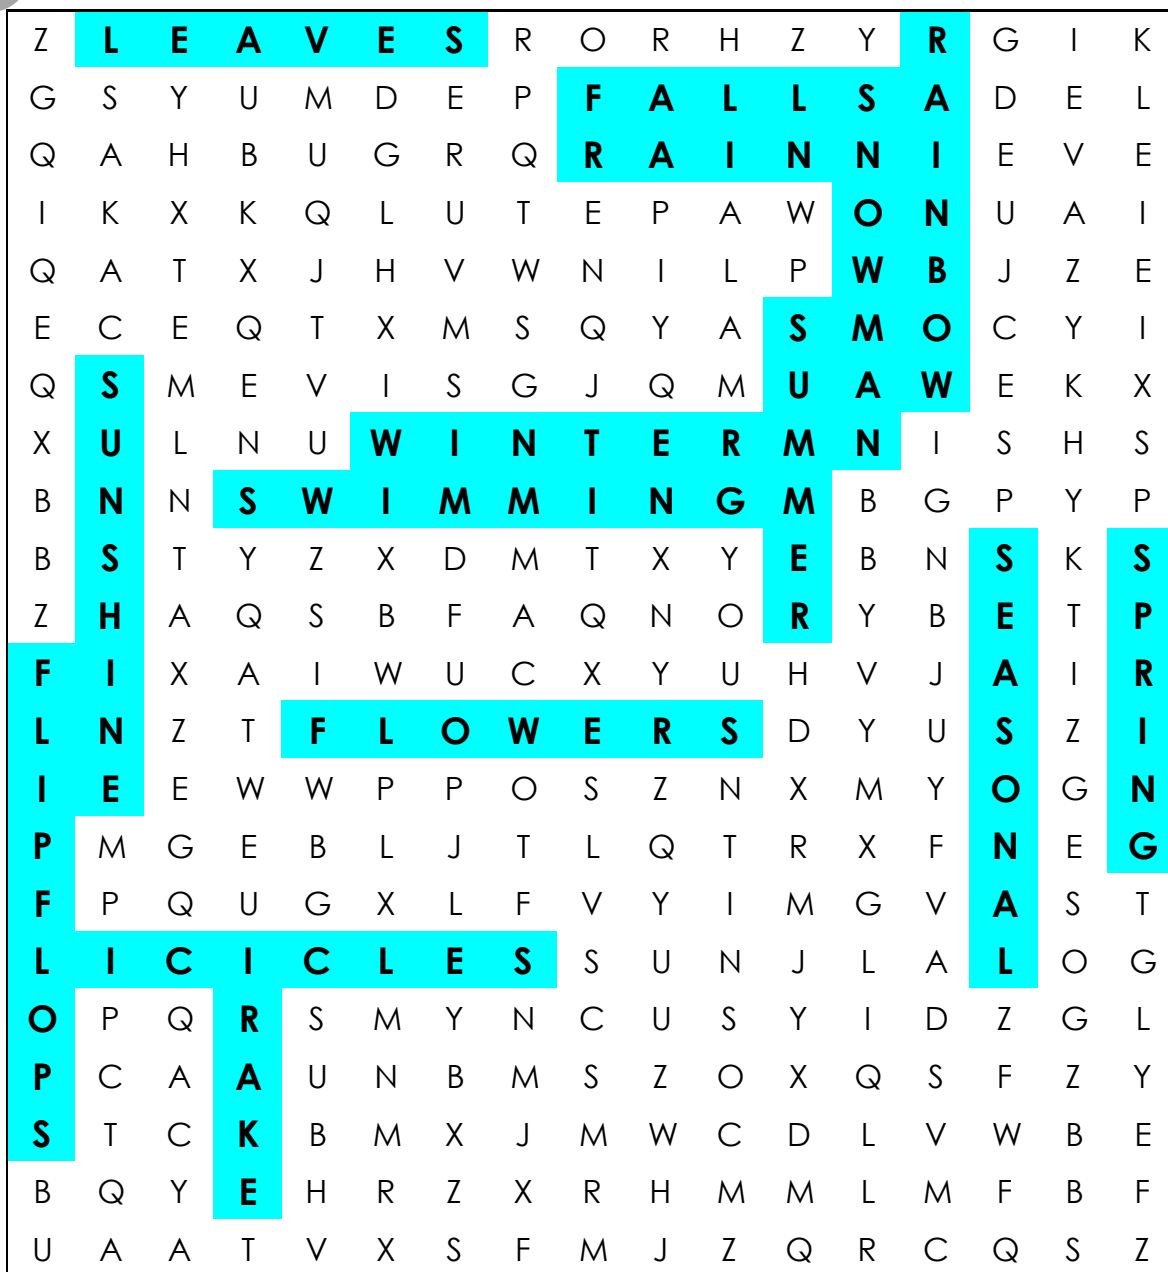 Z L E A V E S R O R H Z Y R G I K
G S Y U M D E P F A L L S A D E L
Q A H B U G R Q R A I N N I E V E
I K X K Q L U T E P A W O N U A I
Q A T X J H V W N I L P W B J Z E
E C E Q T X M S Q Y A S M O C Y I
Q S M E V I S G J Q M U A W E K X
X U L N U W I N T E R M N I S H S
B N N S W I M M I N G M B G P Y P
B S T Y Z X D M T X Y E B N S K S
Z H A Q S B F A Q N O R Y B E T P
F I X A I W U C X Y U H V J A I R
L N Z T F L O W E R S D Y U S Z I
I E E W W P P O S Z N X M Y O G N
P M G E B L J T L Q T R X F N E G
F P Q U G X L F V Y I M G V A S T
L I C I C L E S S U N J L A L O G
O P Q R S M Y N C U S Y I D Z G L
P C A A U N B M S Z O X Q S F Z Y
S T C K B M X J M W C D L V W B E
B Q Y E H R Z X R H M M L M F B F
U A A T V X S F M J Z Q R C Q S Z